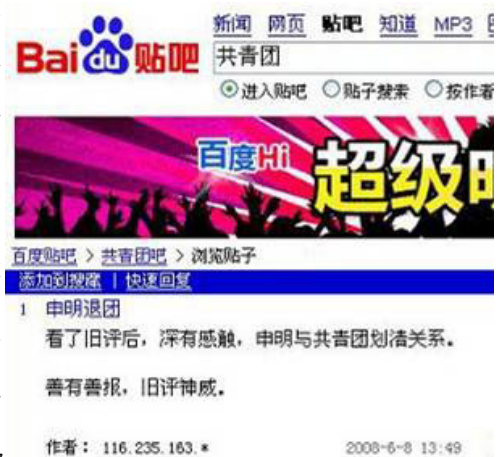 Bai du 贴吧
新闻 网页 贴吧 知道 MP3
共青团
进入贴吧 贴子搜索 按作者
百度Hi 超级
百度贴吧 > 共青团吧 > 浏览贴子
添加到搜藏 | 快速回复
1 申明退团
看了旧评后，深有感触，申明与共青团划清关系。
善有善报，旧评神威。
作者： 116.235.163.* 2008-6-8 13:49